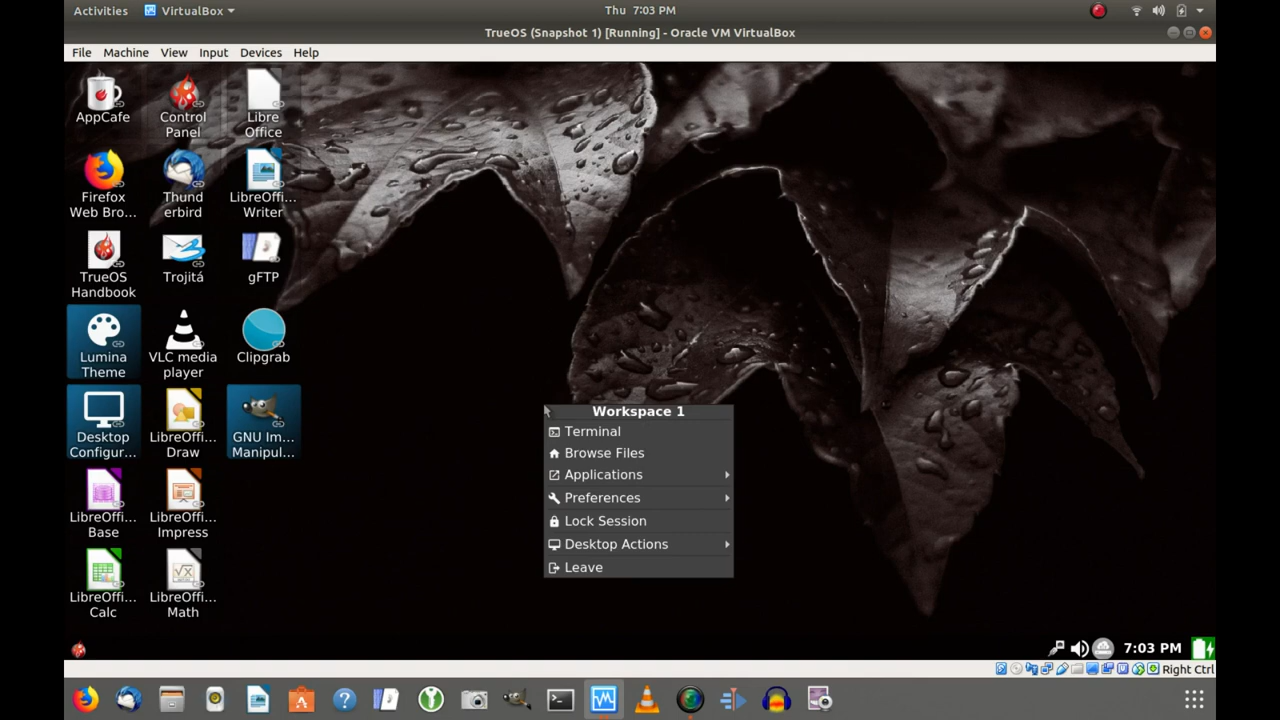 Activities VirtualBox Thu 7:03 PM
TrueOS (Snapshot 1) [Running] - Oracle VM VirtualBox
File Machine View Input Devices Help
AppCafe
Control
Panel
Libre
Office
Firefox
Web Bro...
Thund
erbird
LibreOffi...
Writer
TrueOS
Handbook
Trojitá
gFTP
Lumina
Theme
VLC media
player
Clipgrab
Desktop
Configur...
LibreOffi...
Draw
GNU Im...
Manipul...
LibreOffi...
Base
LibreOffi...
Impress
LibreOffi...
Calc
LibreOffi...
Math
Workspace 1
Terminal
Browse Files
Applications
Preferences
Lock Session
Desktop Actions
Leave
7:03 PM
Right Ctrl